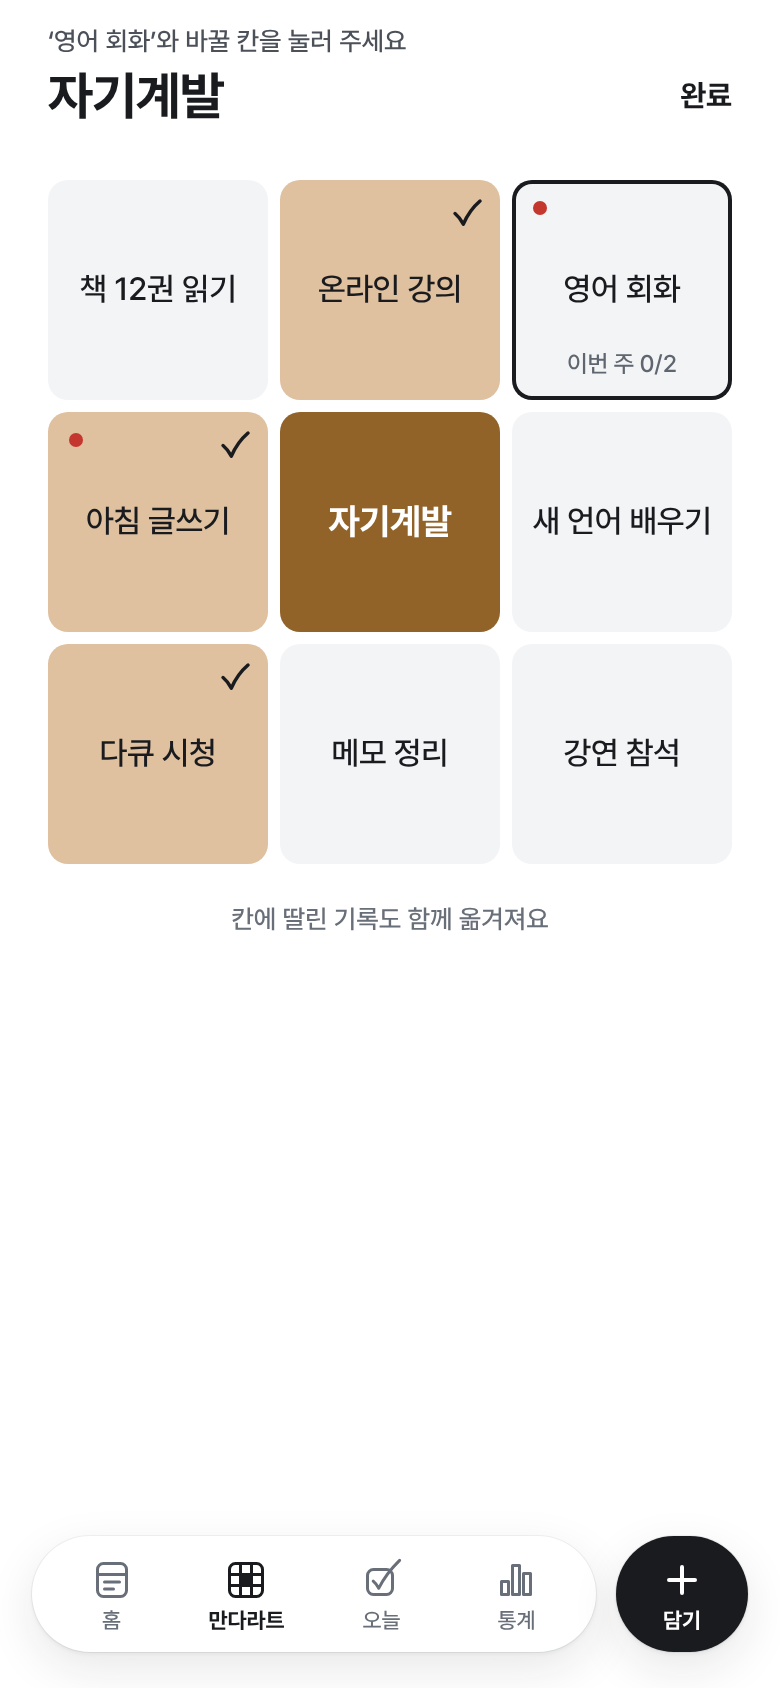 ‘영어 회화’와 바꿀 칸을 눌러 주세요
자기계발
완료
책 12권 읽기
온라인 강의
영어 회화
이번 주 0/2
아침 글쓰기
자기계발
새 언어 배우기
다큐 시청
메모 정리
강연 참석
칸에 딸린 기록도 함께 옮겨져요
홈
만다라트
오늘
통계
담기